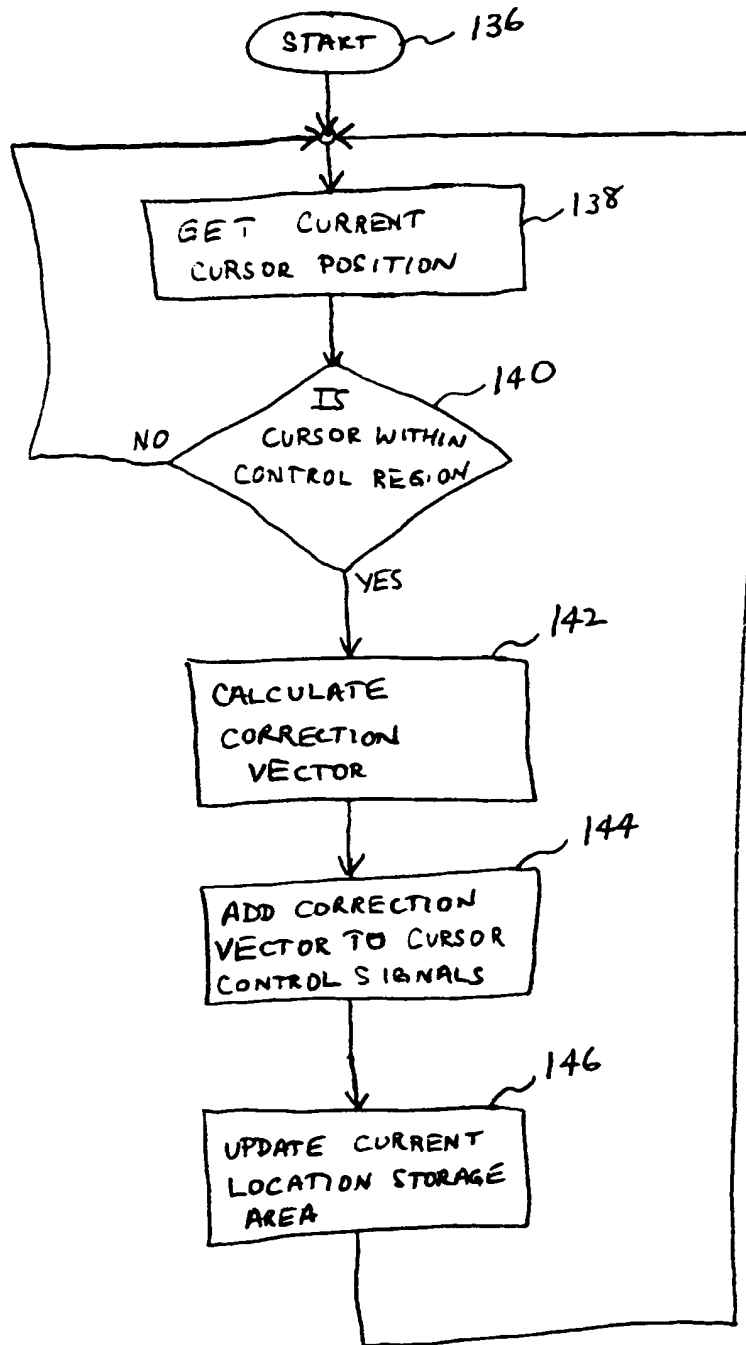 START
136
GET CURRENT
CURSOR POSITION
138
IS
CURSOR WITHIN
CONTROL REGION
140
NO
YES
142
CALCULATE
CORRECTION
VECTOR
144
ADD CORRECTION
VECTOR TO CURSOR
CONTROL SIGNALS
146
UPDATE CURRENT
LOCATION STORAGE
AREA